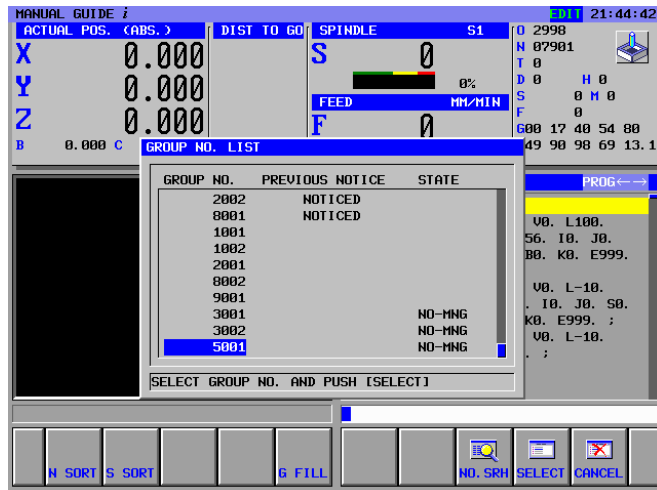 MANUAL GUIDE i EDIT 21:44:42
ACTUAL POS. (ABS.) DIST TO GO SPINDLE S1 O 2998
X 0.000 S 0 N 07901
T 0
Y 0.000 0% D 0 H 0
S 0 M 0
FEED MM/MIN F 0
Z 0.000 F 0 G00 17 40 54 80
B 0.000 C 49 90 98 69 13.1
GROUP NO. LIST
GROUP NO. PREVIOUS NOTICE STATE PROG←→
2002 NOTICED
8001 NOTICED V0. L100.
1001 56. I0. J0.
1002 B0. K0. E999.
2001
8002 V0. L-10.
9001 . I0. J0. S0.
3001 NO-MNG K0. E999. ;
3002 NO-MNG V0. L-10.
5001 NO-MNG . ;
SELECT GROUP NO. AND PUSH [SELECT]
N SORT S SORT G FILL NO.SRH SELECT CANCEL